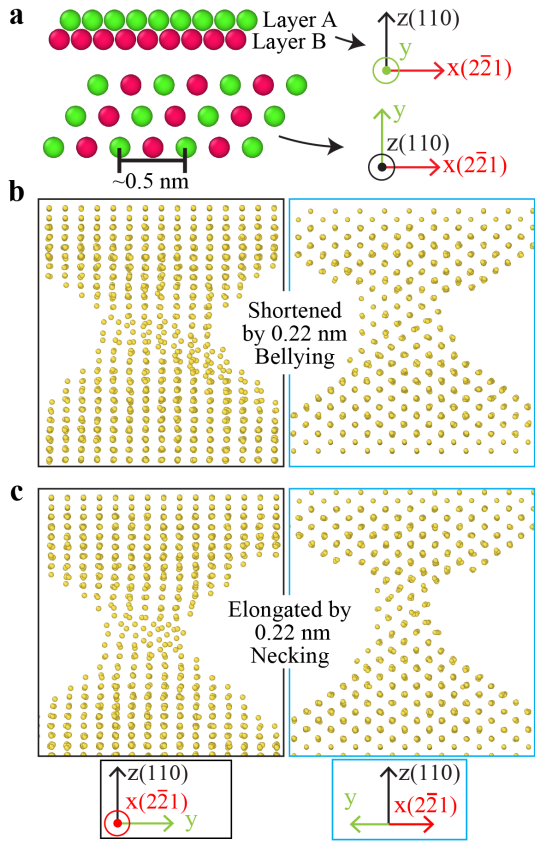 a
Layer A
Layer B
z(110)
y
x(22̅1)
y
z(110)
x(22̅1)
~0.5 nm
b
Shortened
by 0.22 nm
Bellying
c
Elongated by
0.22 nm
Necking
z(110)
x(22̅1)
y
z(110)
y
x(22̅1)